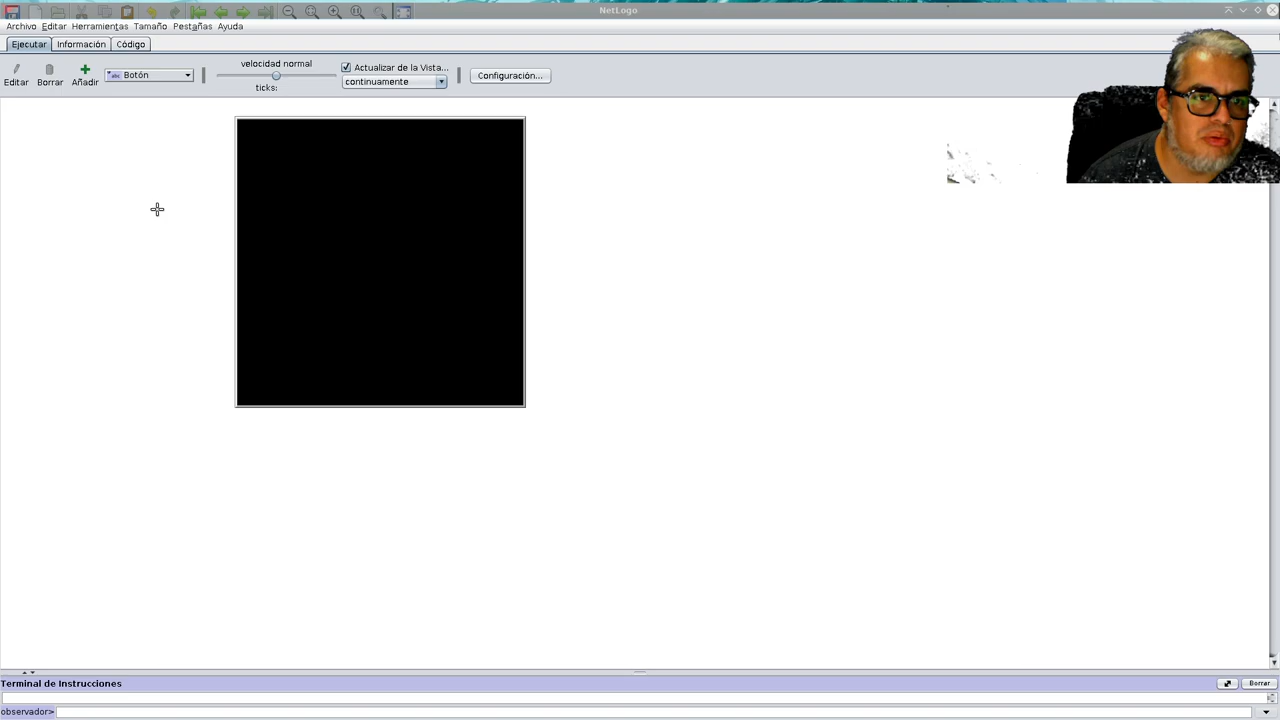 NetLogo
Archivo Editar Herramientas Tamaño Pestañas Ayuda
Ejecutar Información Código
velocidad normal
Actualizar de la Vista...
Editar Borrar Añadir
abc Botón
continuamente
Configuración...
ticks:
Terminal de Instrucciones
Borrar
observador>